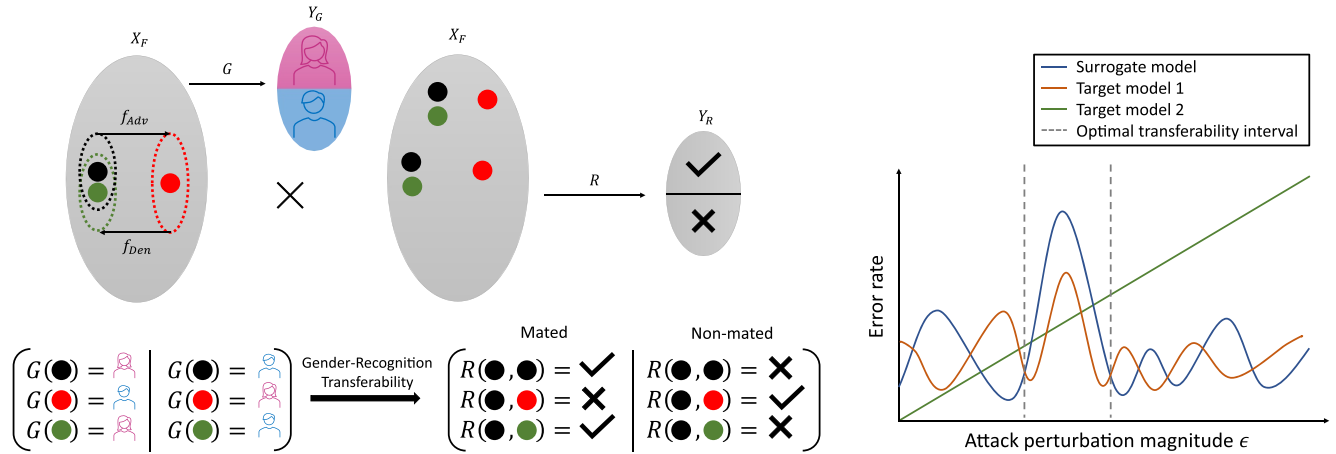 X_F
G
Y_G
f_Adv
f_Den
X_F
R
Y_R
G( ) =
G( ) =
G( ) =
G( ) =
G( ) =
G( ) =
Gender-Recognition
Transferability
Mated
R( , ) =
R( , ) =
R( , ) =
Non-mated
R( , ) =
R( , ) =
R( , ) =
Surrogate model
Target model 1
Target model 2
Optimal transferability interval
Error rate
Attack perturbation magnitude ϵ